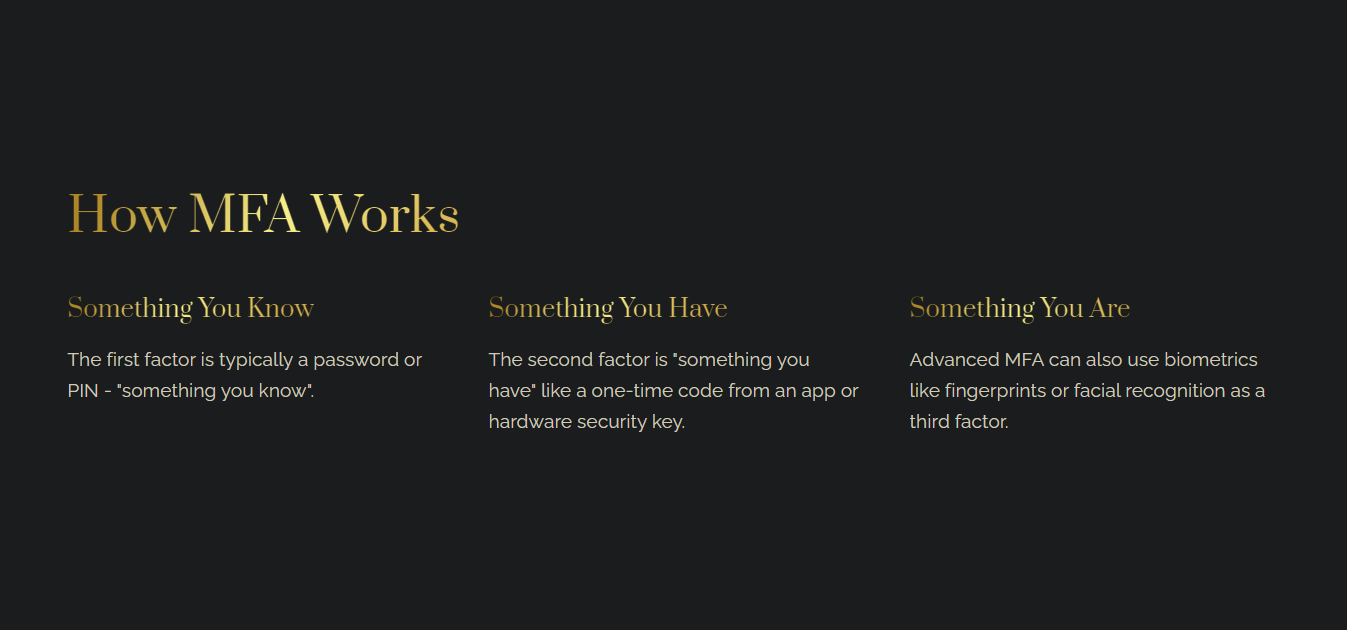 How MFA Works
Something You Know
The first factor is typically a password or
PIN - "something you know".
Something You Have
The second factor is "something you
have" like a one-time code from an app or
hardware security key.
Something You Are
Advanced MFA can also use biometrics
like fingerprints or facial recognition as a
third factor.